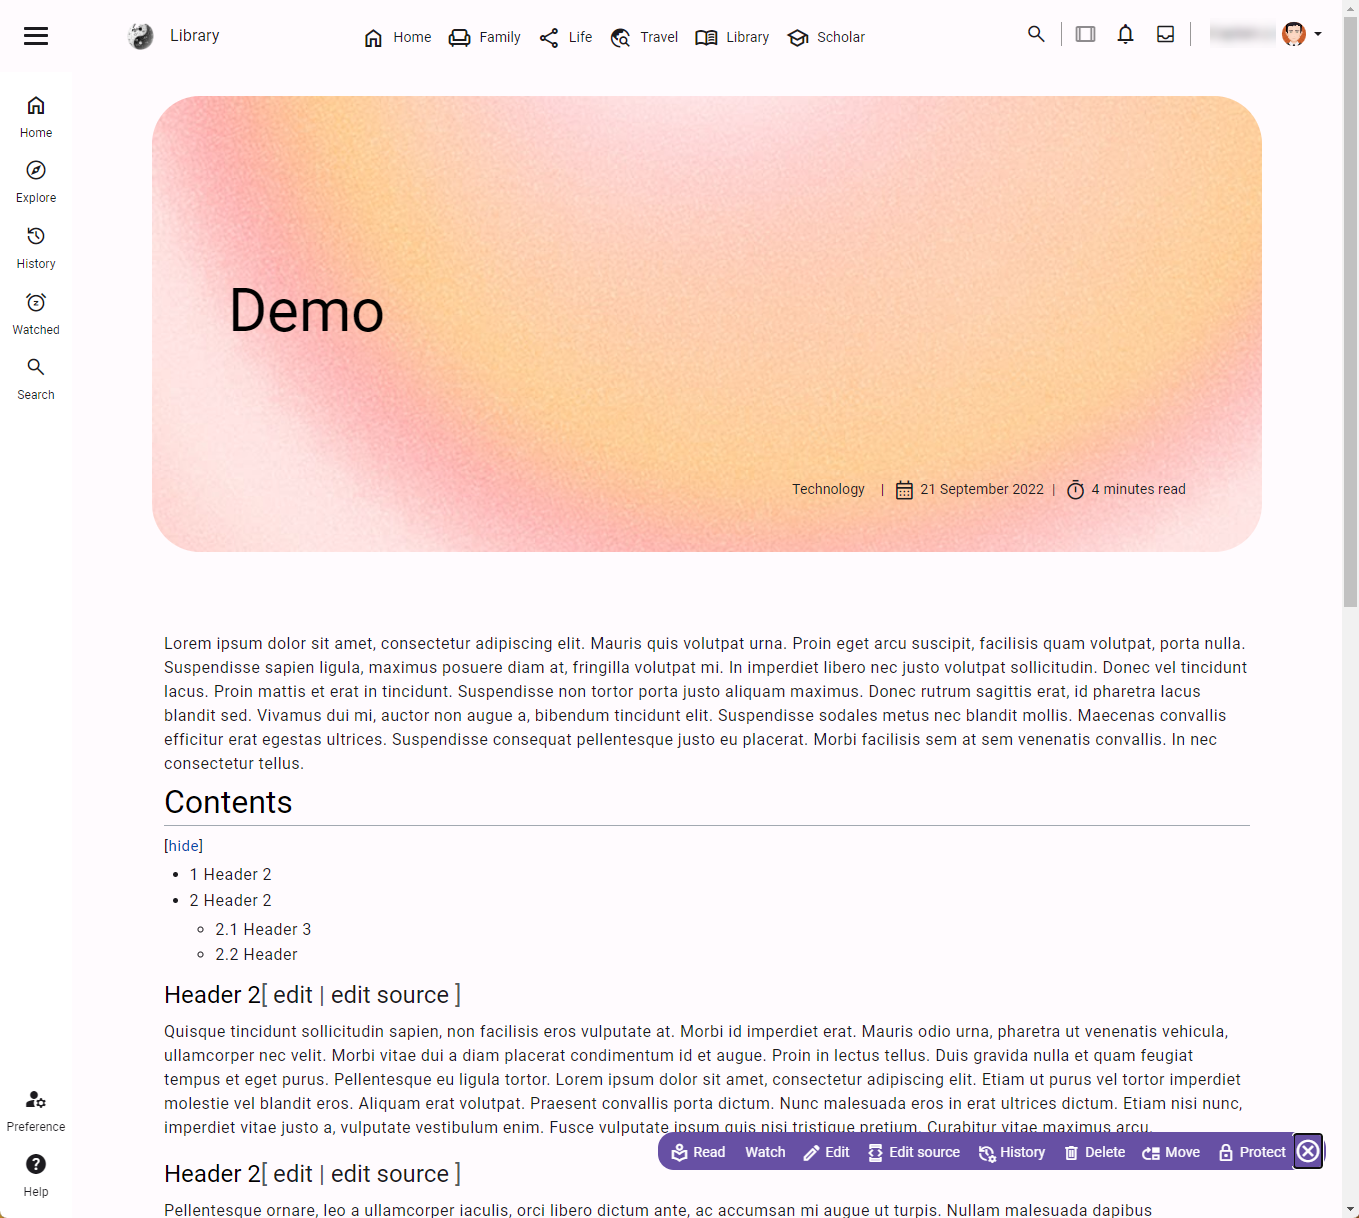 Library
Home Family Life Travel Library Scholar
Home
Explore
History
Watched
Search
Demo
Technology | 21 September 2022 | 4 minutes read
Lorem ipsum dolor sit amet, consectetur adipiscing elit. Mauris quis volutpat urna. Proin eget arcu suscipit, facilisis quam volutpat, porta nulla.
Suspendisse sapien ligula, maximus posuere diam at, fringilla volutpat mi. In imperdiet libero nec justo volutpat sollicitudin. Donec vel tincidunt
lacus. Proin mattis et erat in tincidunt. Suspendisse non tortor porta justo aliquam maximus. Donec rutrum sagittis erat, id pharetra lacus
blandit sed. Vivamus dui mi, auctor non augue a, bibendum tincidunt elit. Suspendisse sodales metus nec blandit mollis. Maecenas convallis
efficitur erat egestas ultrices. Suspendisse consequat pellentesque justo eu placerat. Morbi facilisis sem at sem venenatis convallis. In nec
consectetur tellus.
Contents
[hide]
• 1 Header 2
• 2 Header 2
◦ 2.1 Header 3
◦ 2.2 Header
Header 2[ edit | edit source ]
Quisque tincidunt sollicitudin sapien, non facilisis eros vulputate at. Morbi id imperdiet erat. Mauris odio urna, pharetra ut venenatis vehicula,
ullamcorper nec velit. Morbi vitae dui a diam placerat condimentum id et augue. Proin in lectus tellus. Duis gravida nulla et quam feugiat
tempus et eget purus. Pellentesque eu ligula tortor. Lorem ipsum dolor sit amet, consectetur adipiscing elit. Etiam ut purus vel tortor imperdiet
molestie vel blandit eros. Aliquam erat volutpat. Praesent convallis porta dictum. Nunc malesuada eros in erat ultrices dictum. Etiam nisi nunc,
imperdiet vitae justo a, vulputate vestibulum enim. Fusce vulputate ipsum quis nisi tristique pretium. Curabitur vitae maximus arcu.
Preference
Read Watch Edit Edit source History Delete Move Protect
Header 2[ edit | edit source ]
Help
Pellentesque ornare, leo a ullamcorper iaculis, orci libero dictum ante, ac accumsan mi augue ut turpis. Nullam malesuada dapibus